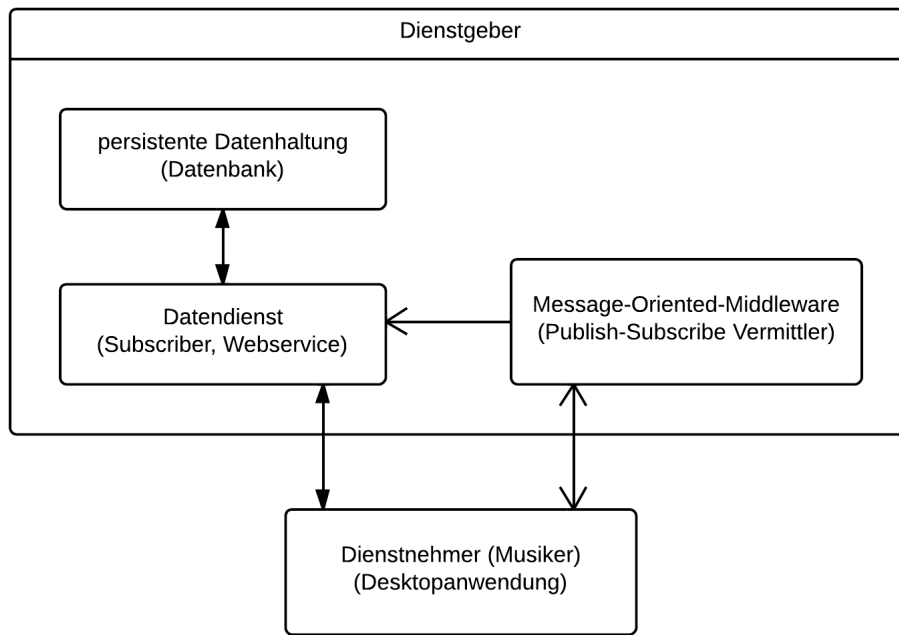 Dienstgeber
persistente Datenhaltung
(Datenbank)
Datendienst
(Subscriber, Webservice)
Message-Oriented-Middleware
(Publish-Subscribe Vermittler)
Dienstnehmer (Musiker)
(Desktopanwendung)